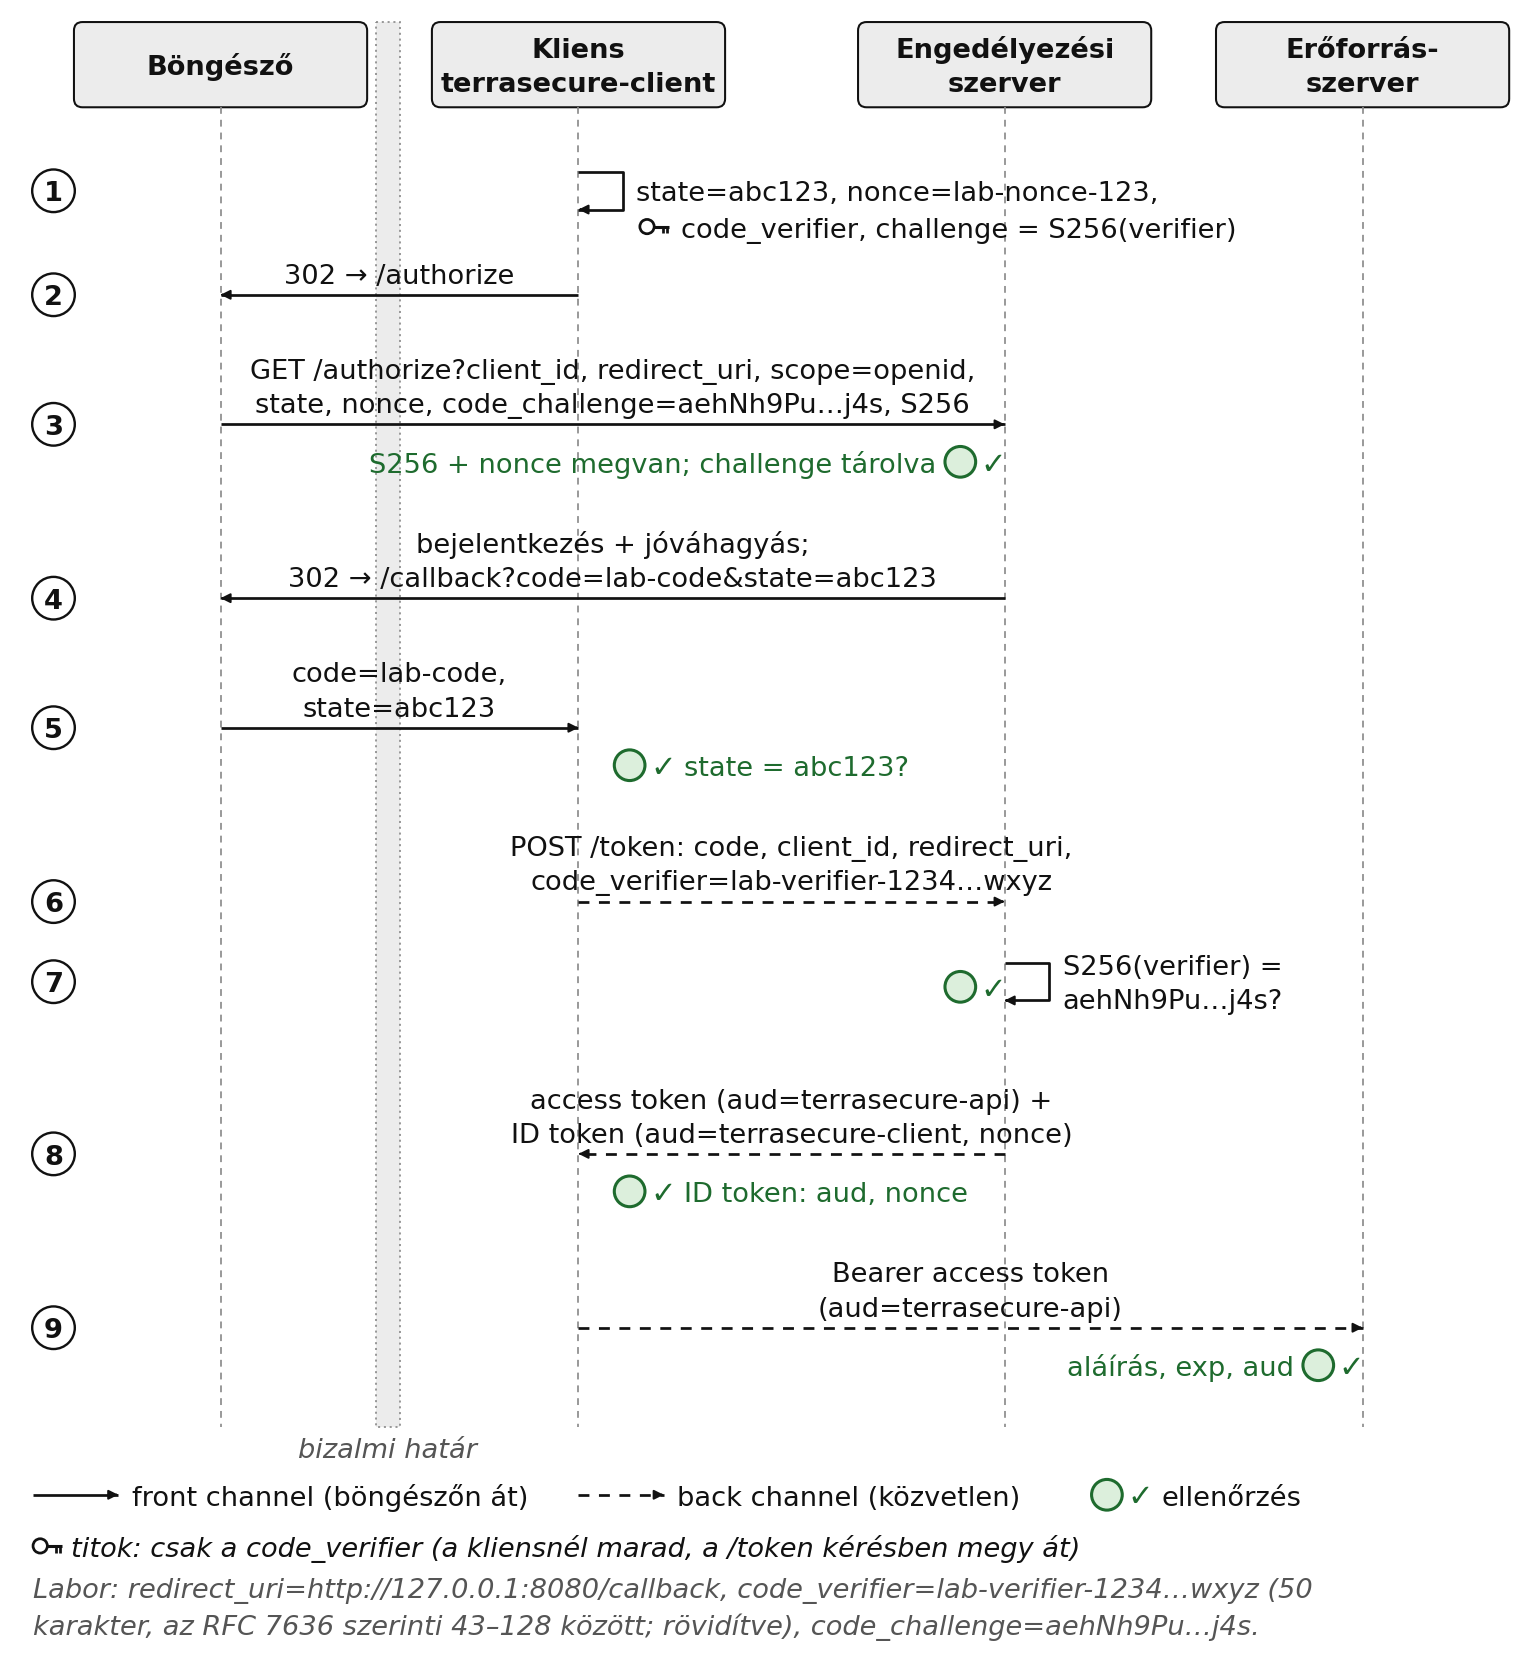 Böngésző
Kliens
terrasecure-client
Engedélyezési
szerver
Erőforrás-
szerver
1
state=abc123, nonce=lab-nonce-123,
code_verifier, challenge = S256(verifier)
2
302 → /authorize
3
GET /authorize?client_id, redirect_uri, scope=openid,
state, nonce, code_challenge=aehNh9Pu…j4s, S256
S256 + nonce megvan; challenge tárolva ✓
4
bejelentkezés + jóváhagyás;
302 → /callback?code=lab-code&state=abc123
5
code=lab-code,
state=abc123
✓ state = abc123?
6
POST /token: code, client_id, redirect_uri,
code_verifier=lab-verifier-1234…wxyz
7
✓
S256(verifier) =
aehNh9Pu…j4s?
8
access token (aud=terrasecure-api) +
ID token (aud=terrasecure-client, nonce)
✓ ID token: aud, nonce
9
Bearer access token
(aud=terrasecure-api)
aláírás, exp, aud ✓
bizalmi határ
front channel (böngészőn át)
back channel (közvetlen)
✓ ellenőrzés
titok: csak a code_verifier (a kliensnél marad, a /token kérésben megy át)
Labor: redirect_uri=http://127.0.0.1:8080/callback, code_verifier=lab-verifier-1234…wxyz (50
karakter, az RFC 7636 szerinti 43–128 között; rövidítve), code_challenge=aehNh9Pu…j4s.